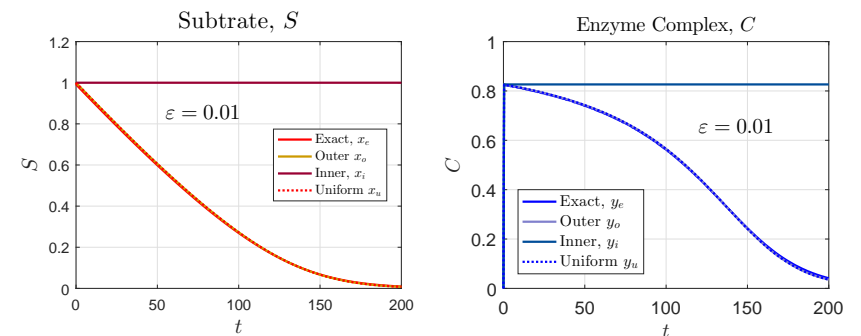 Subtrate, S
1.2
1
0.8
0.6
0.4
0.2
0
S
ε = 0.01
Exact, x_e
Outer x_o
Inner, x_i
Uniform x_u
0 50 100 150 200
t
Enzyme Complex, C
1
0.8
0.6
0.4
0.2
0
C
ε = 0.01
Exact, y_e
Outer y_o
Inner, y_i
Uniform y_u
0 50 100 150 200
t